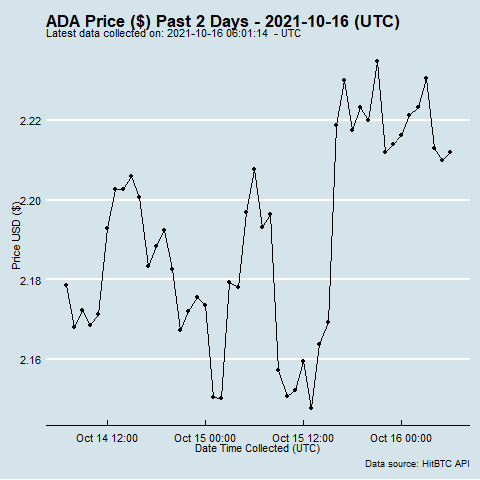 ADA Price ($) Past 2 Days - 2021-10-16 (UTC)
Latest data collected on: 2021-10-16 06:01:14  - UTC
2.22
2.20
2.18
2.16
Price USD ($)
Oct 14 12:00 Oct 15 00:00 Oct 15 12:00 Oct 16 00:00
Date Time Collected (UTC)
Data source: HitBTC API